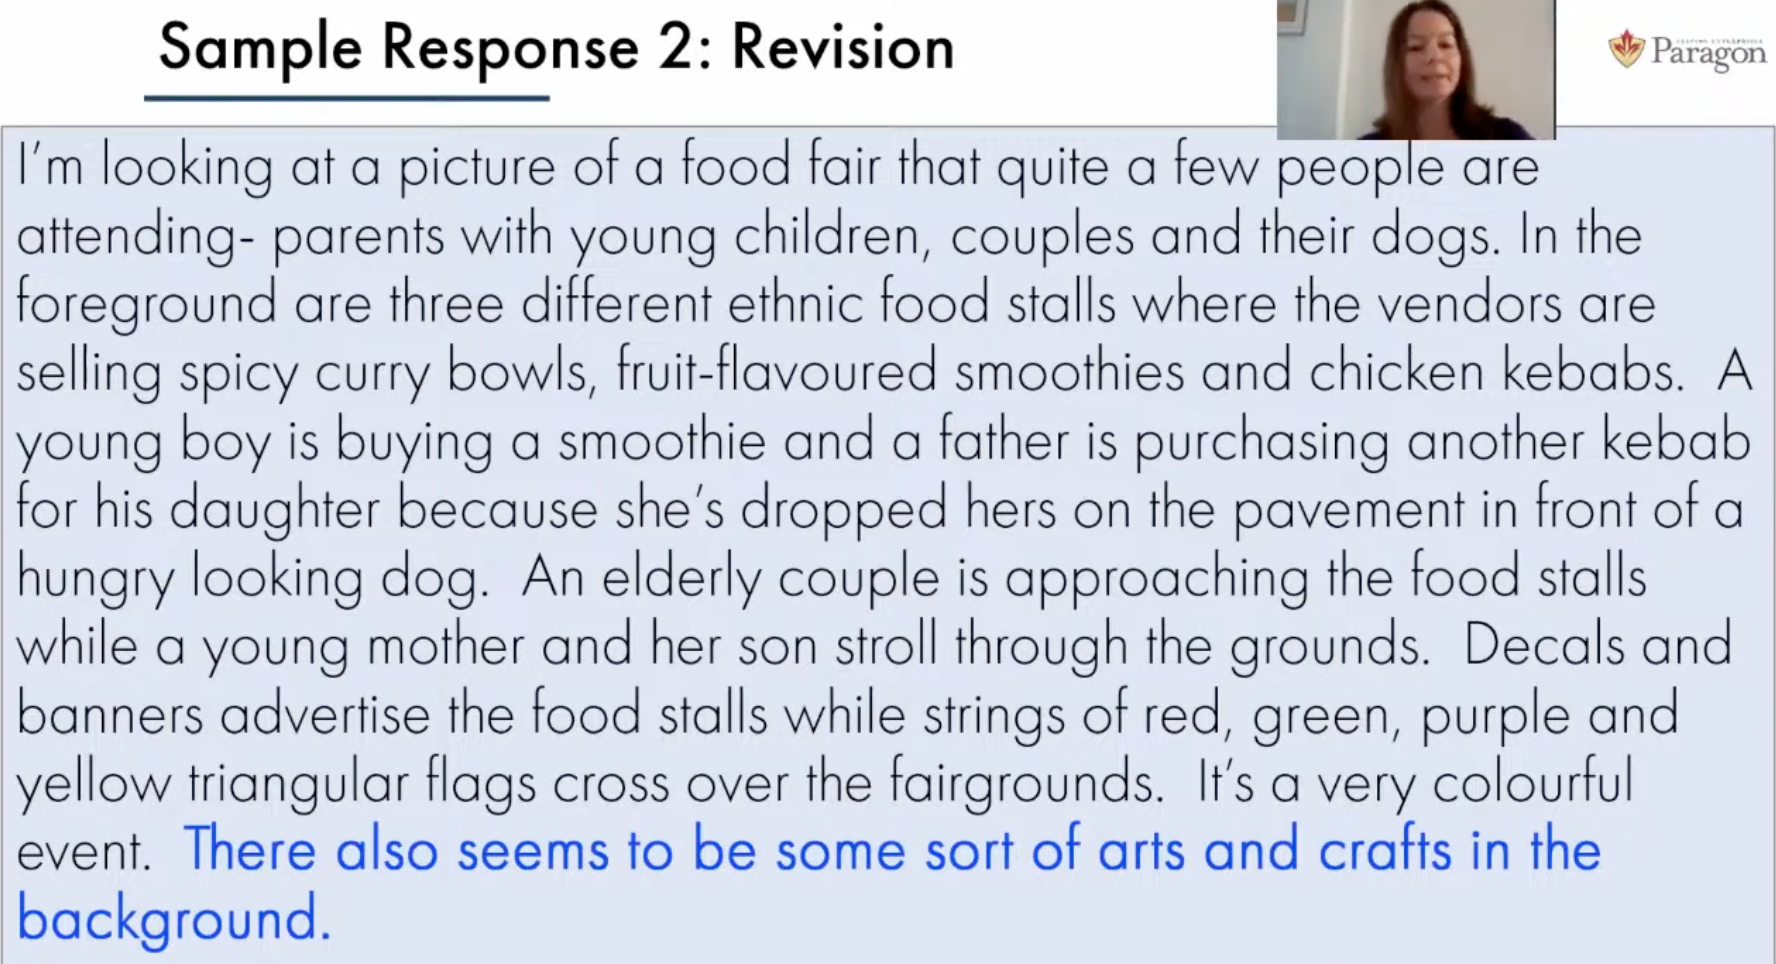 Sample Response 2: Revision
Paragon
I'm looking at a picture of a food fair that quite a few people are
attending- parents with young children, couples and their dogs. In the
foreground are three different ethnic food stalls where the vendors are
selling spicy curry bowls, fruit-flavoured smoothies and chicken kebabs. A
young boy is buying a smoothie and a father is purchasing another kebab
for his daughter because she's dropped hers on the pavement in front of a
hungry looking dog. An elderly couple is approaching the food stalls
while a young mother and her son stroll through the grounds. Decals and
banners advertise the food stalls while strings of red, green, purple and
yellow triangular flags cross over the fairgrounds. It's a very colourful
event. There also seems to be some sort of arts and crafts in the
background.